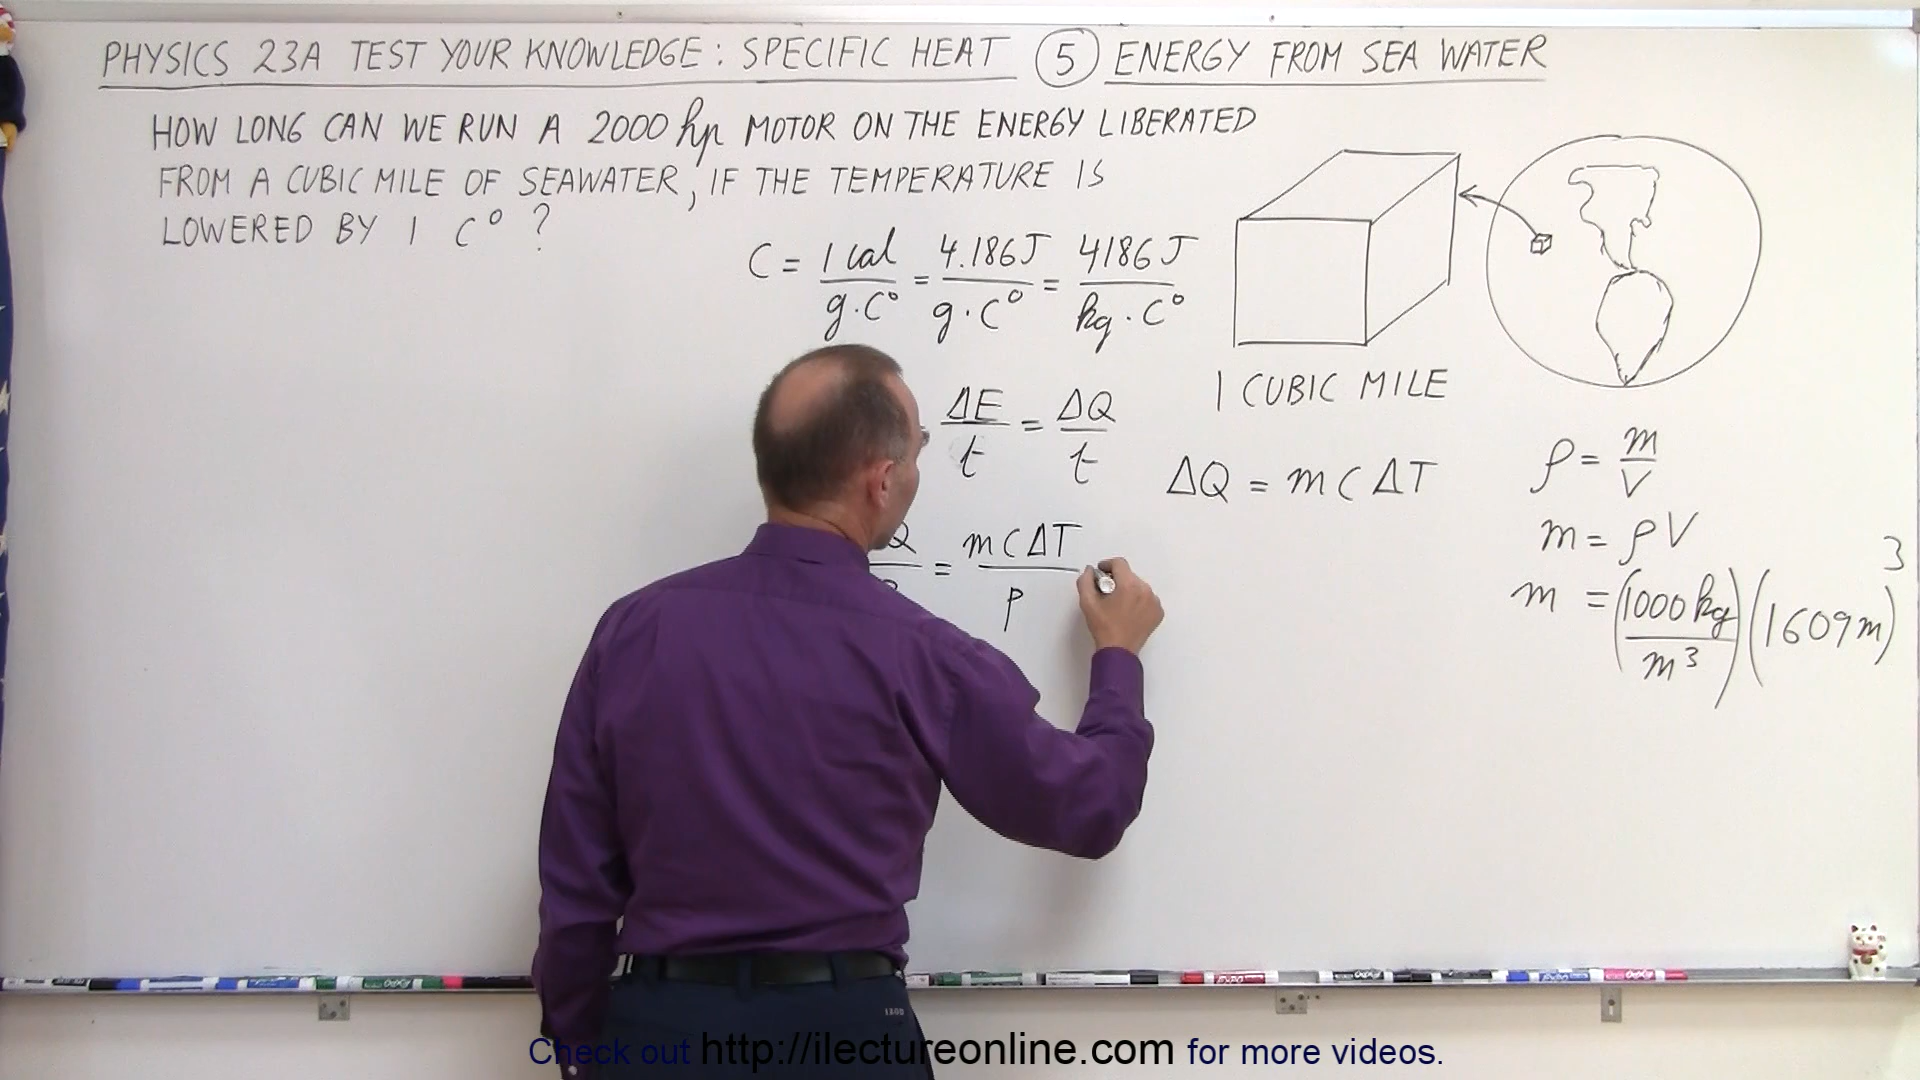 PHYSICS 23A TEST YOUR KNOWLEDGE: SPECIFIC HEAT ⑤ ENERGY FROM SEA WATER
HOW LONG CAN WE RUN A 2000 hp MOTOR ON THE ENERGY LIBERATED
FROM A CUBIC MILE OF SEAWATER, IF THE TEMPERATURE IS
LOWERED BY 1 C° ?
C = 1 cal / g·C° = 4.186 J / g·C° = 4186 J / kg·C°
1 CUBIC MILE
ΔE / t = ΔQ / t
ΔQ = m C ΔT
Q / = m C ΔT / P
ρ = m / V
m = ρ V
m = (1000 kg / m³) (1609 m)³
IZOD
Check out http://ilectureonline.com for more videos.